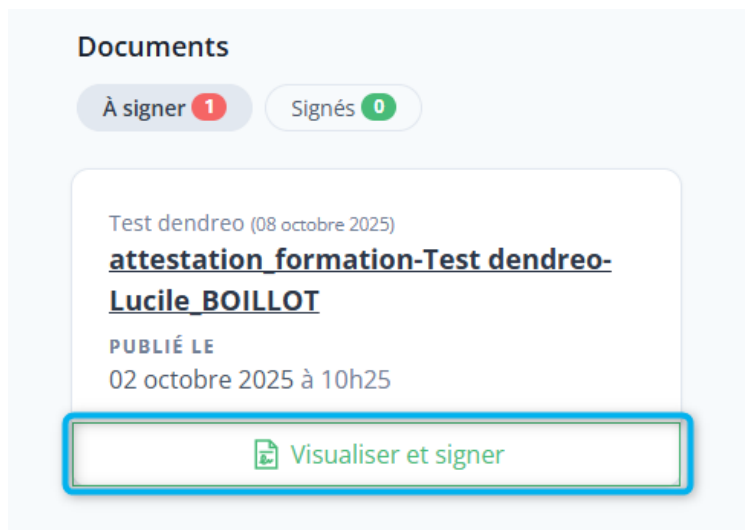 Documents
À signer 1 Signés 0
Test dendreo (08 octobre 2025)
attestation_formation-Test dendreo-
Lucile_BOILLOT
PUBLIÉ LE
02 octobre 2025 à 10h25
Visualiser et signer